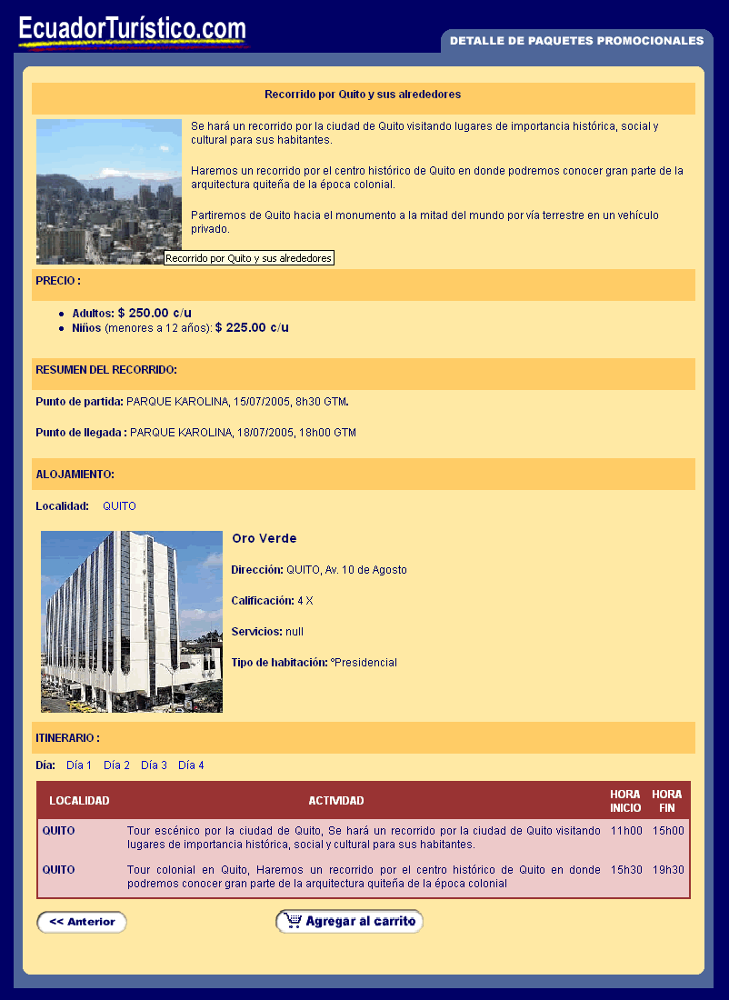 EcuadorTurístico.com
DETALLE DE PAQUETES PROMOCIONALES
Recorrido por Quito y sus alrededores
Se hará un recorrido por la ciudad de Quito visitando lugares de importancia histórica, social y
cultural para sus habitantes.
Haremos un recorrido por el centro histórico de Quito en donde podremos conocer gran parte de la
arquitectura quiteña de la época colonial.
Partiremos de Quito hacia el monumento a la mitad del mundo por vía terrestre en un vehículo
privado.
Recorrido por Quito y sus alrededores
PRECIO :
• Adultos: $ 250.00 c/u
• Niños (menores a 12 años): $ 225.00 c/u
RESUMEN DEL RECORRIDO:
Punto de partida: PARQUE KAROLINA, 15/07/2005, 8h30 GTM.
Punto de llegada : PARQUE KAROLINA, 18/07/2005, 18h00 GTM
ALOJAMIENTO:
Localidad: QUITO
Oro Verde
Dirección: QUITO, Av. 10 de Agosto
Calificación: 4 X
Servicios: null
Tipo de habitación: ºPresidencial
ITINERARIO :
Día: Día 1 Día 2 Día 3 Día 4
LOCALIDAD ACTIVIDAD HORA INICIO HORA FIN
QUITO Tour escénico por la ciudad de Quito, Se hará un recorrido por la ciudad de Quito visitando 11h00 15h00
lugares de importancia histórica, social y cultural para sus habitantes.
QUITO Tour colonial en Quito, Haremos un recorrido por el centro histórico de Quito en donde 15h30 19h30
podremos conocer gran parte de la arquitectura quiteña de la época colonial
<< Anterior
Agregar al carrito